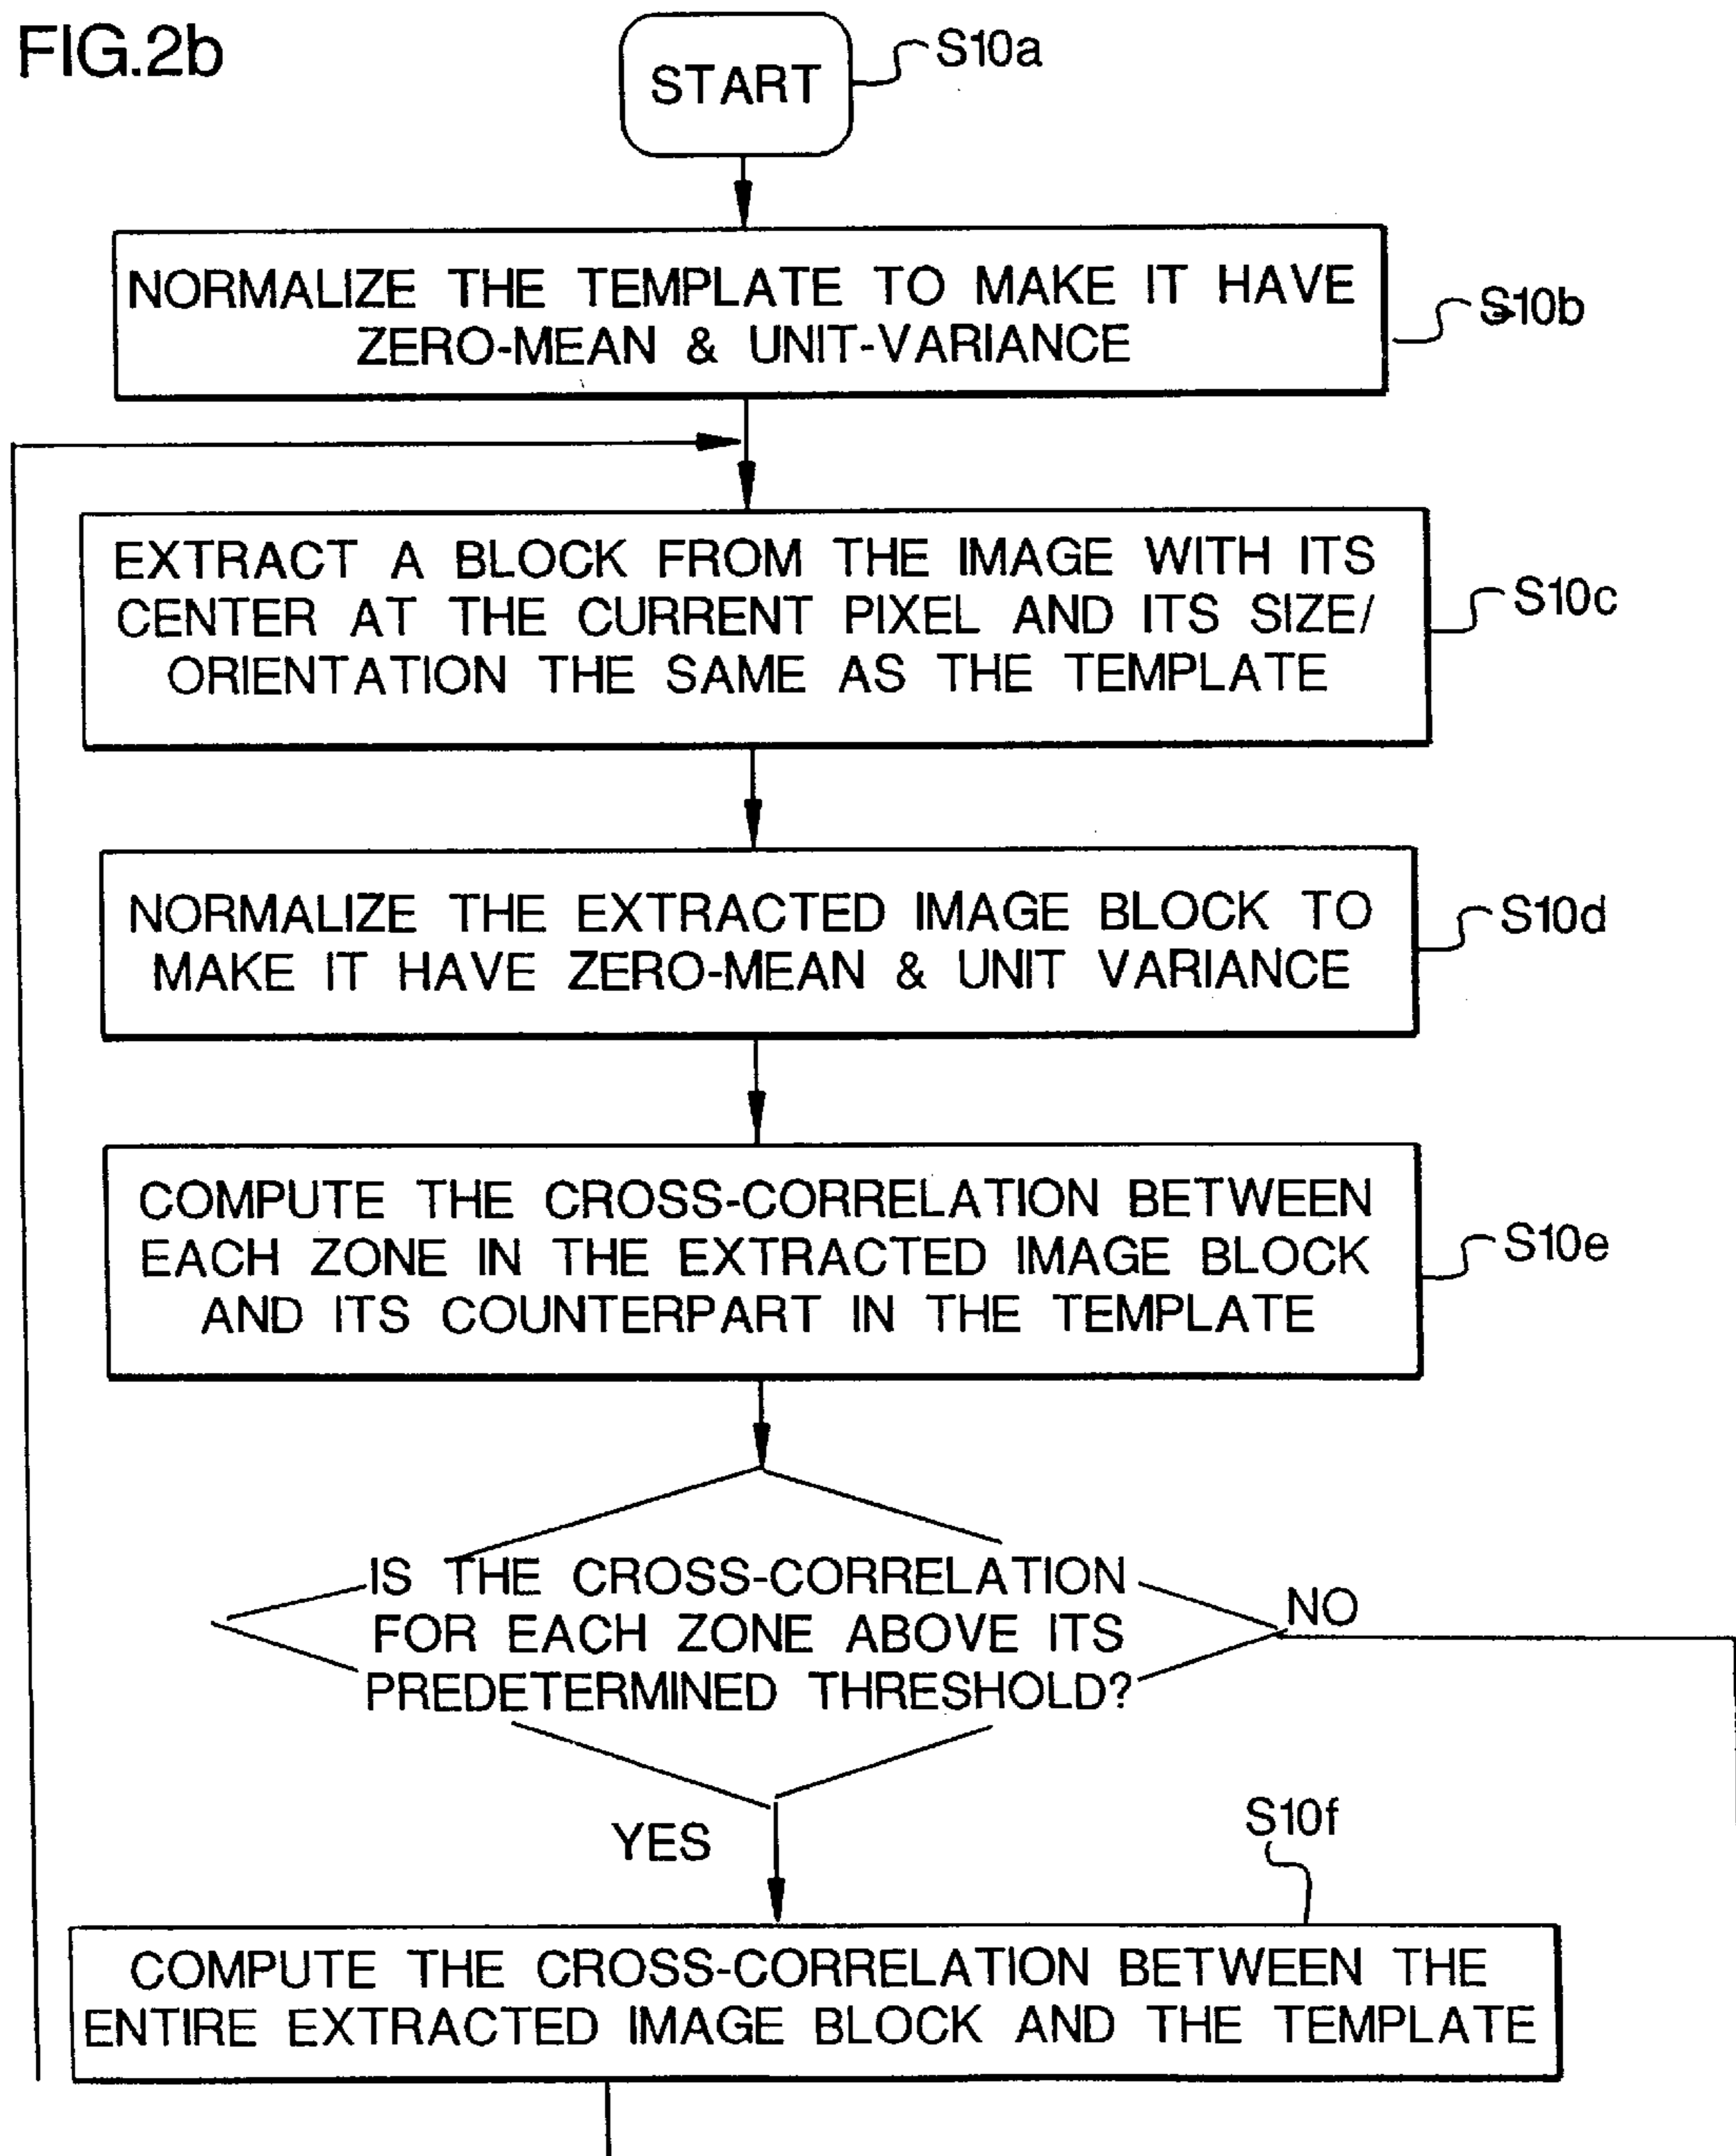 FIG.2b
START
S10a
NORMALIZE THE TEMPLATE TO MAKE IT HAVE
ZERO-MEAN & UNIT-VARIANCE
S10b
EXTRACT A BLOCK FROM THE IMAGE WITH ITS
CENTER AT THE CURRENT PIXEL AND ITS SIZE/
ORIENTATION THE SAME AS THE TEMPLATE
S10c
NORMALIZE THE EXTRACTED IMAGE BLOCK TO
MAKE IT HAVE ZERO-MEAN & UNIT VARIANCE
S10d
COMPUTE THE CROSS-CORRELATION BETWEEN
EACH ZONE IN THE EXTRACTED IMAGE BLOCK
AND ITS COUNTERPART IN THE TEMPLATE
S10e
IS THE CROSS-CORRELATION
FOR EACH ZONE ABOVE ITS
PREDETERMINED THRESHOLD?
NO
YES
S10f
COMPUTE THE CROSS-CORRELATION BETWEEN THE
ENTIRE EXTRACTED IMAGE BLOCK AND THE TEMPLATE